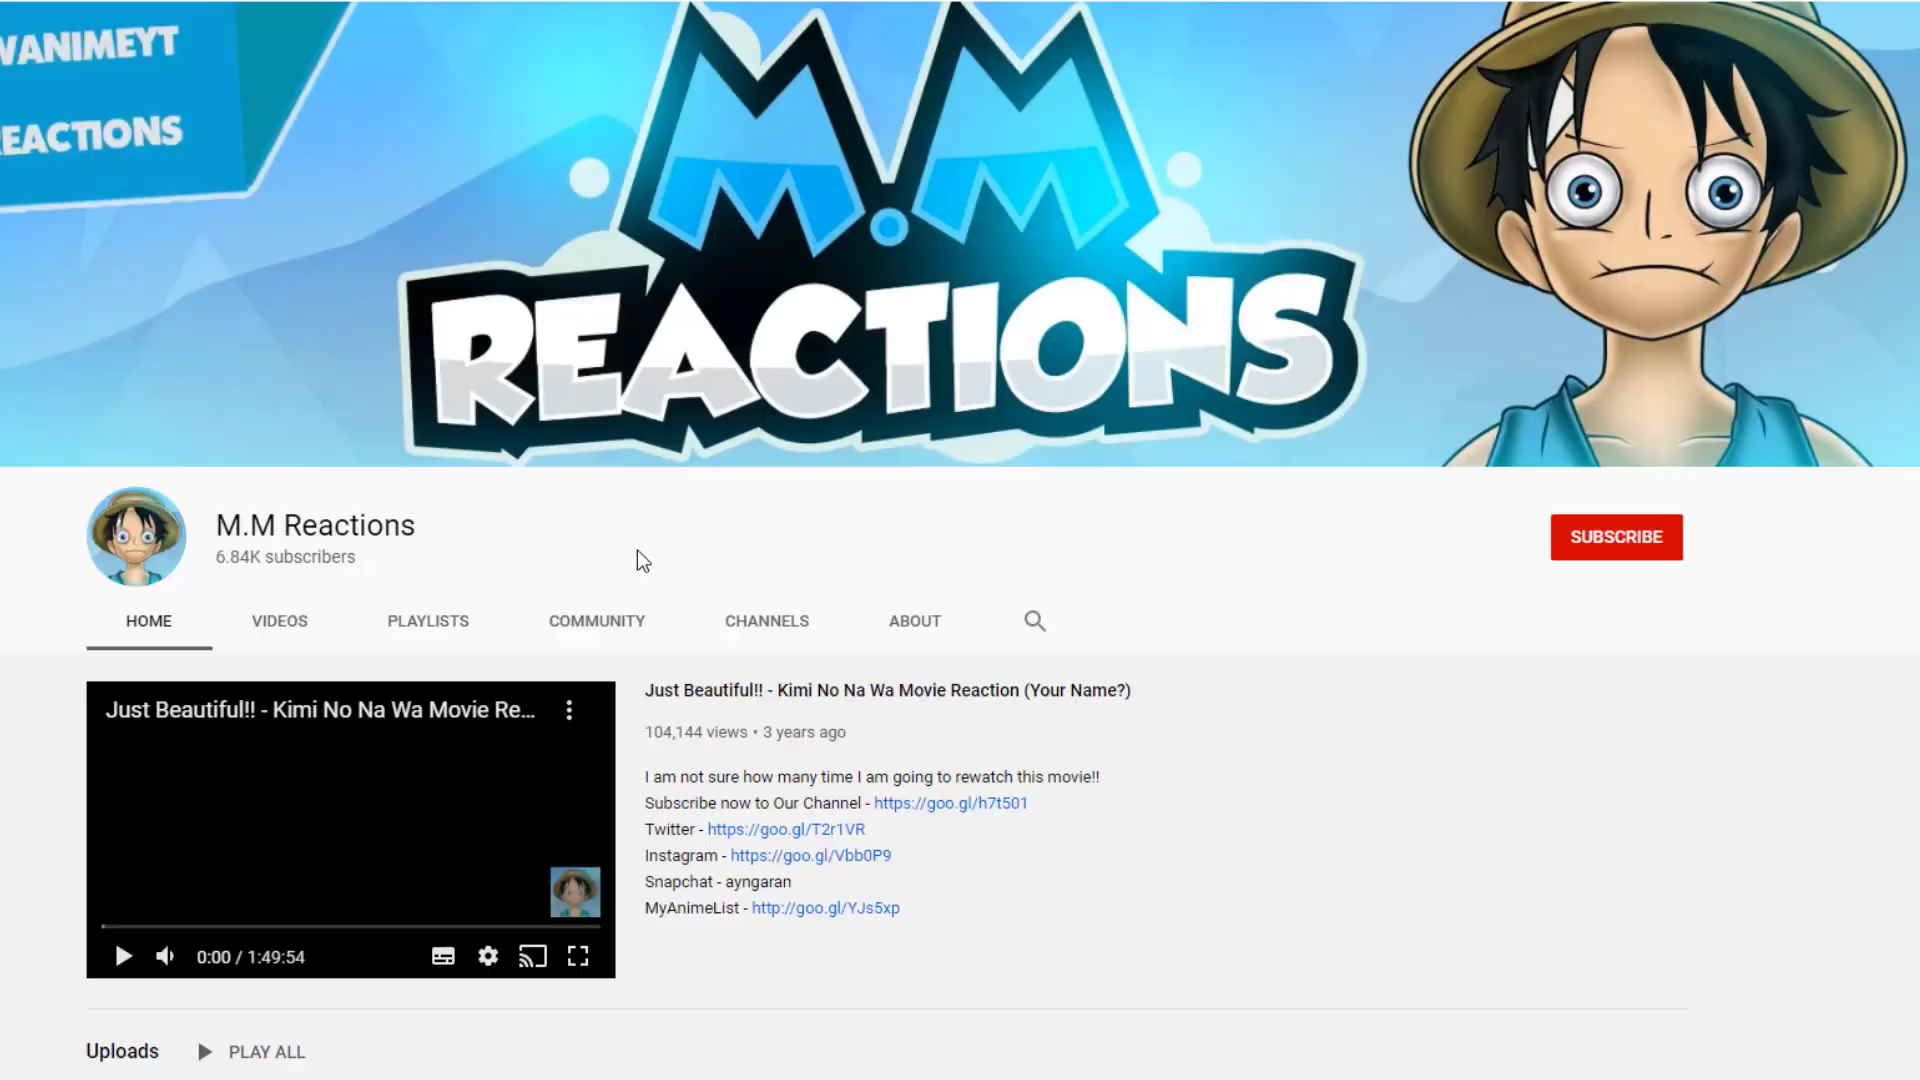 VANIMEYT
REACTIONS
M.M
REACTIONS
M.M Reactions
6.84K subscribers
SUBSCRIBE
HOME
VIDEOS
PLAYLISTS
COMMUNITY
CHANNELS
ABOUT
Just Beautiful!! - Kimi No Na Wa Movie Re...
0:00 / 1:49:54
Just Beautiful!! - Kimi No Na Wa Movie Reaction (Your Name?)
104,144 views • 3 years ago
I am not sure how many time I am going to rewatch this movie!!
Subscribe now to Our Channel - https://goo.gl/h7t501
Twitter - https://goo.gl/T2r1VR
Instagram - https://goo.gl/Vbb0P9
Snapchat - ayngaran
MyAnimeList - http://goo.gl/YJs5xp
Uploads
PLAY ALL